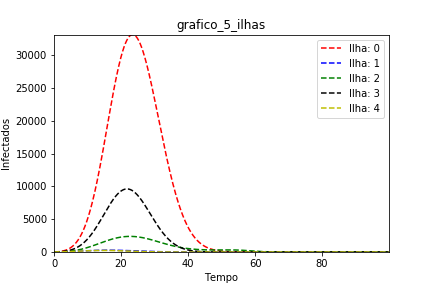 grafico_5_ilhas
Ilha: 0
Ilha: 1
Ilha: 2
Ilha: 3
Ilha: 4
30000
25000
20000
15000
10000
5000
0
Infectados
0 20 40 60 80
Tempo